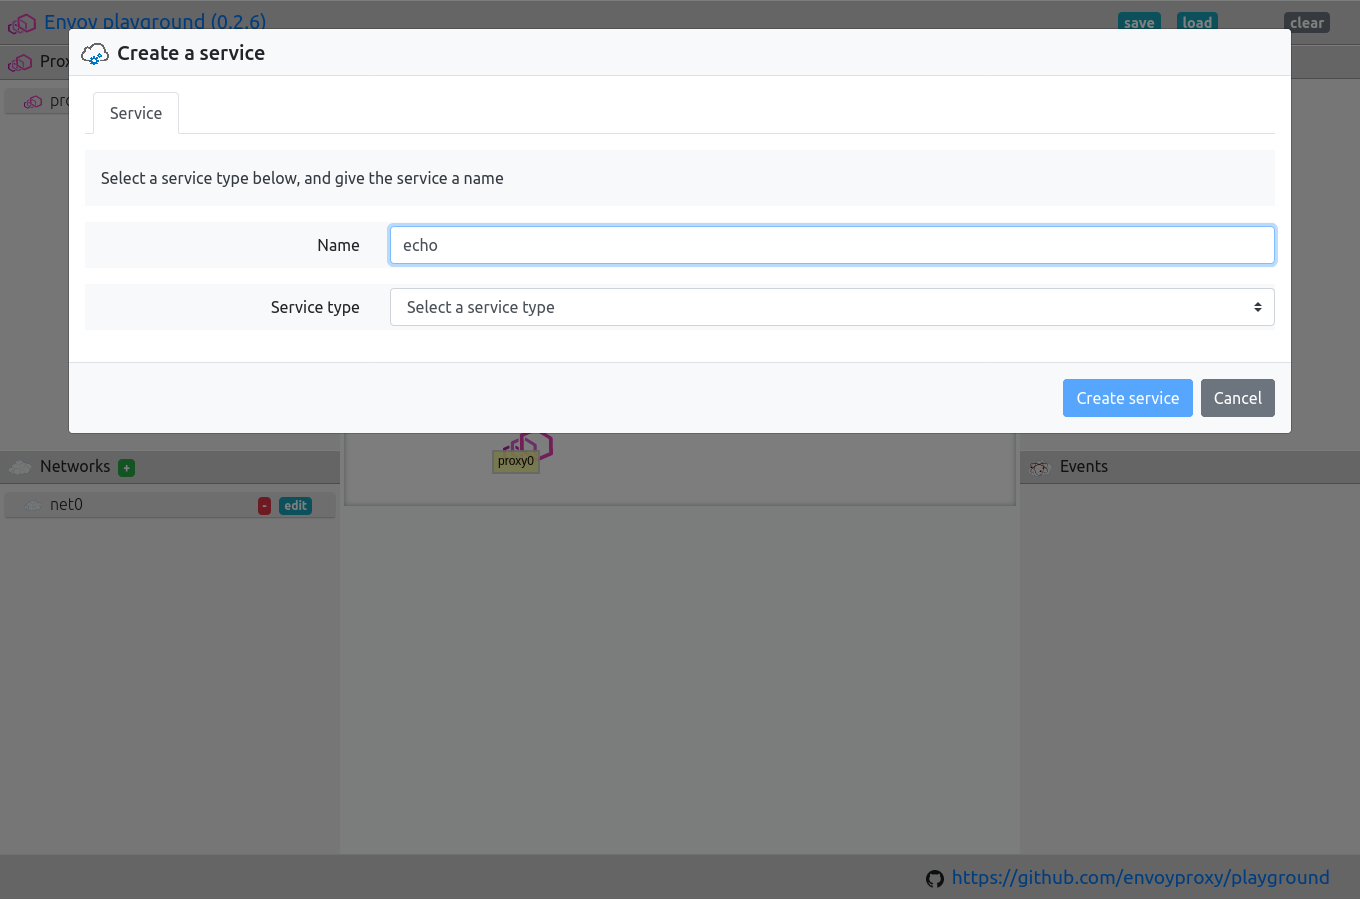 Envoy playground (0.2.6)
save
load
clear
Create a service
Service
Select a service type below, and give the service a name
Name
echo
Service type
Select a service type
Create service
Cancel
proxy0
Networks +
net0
-
edit
Events
https://github.com/envoyproxy/playground